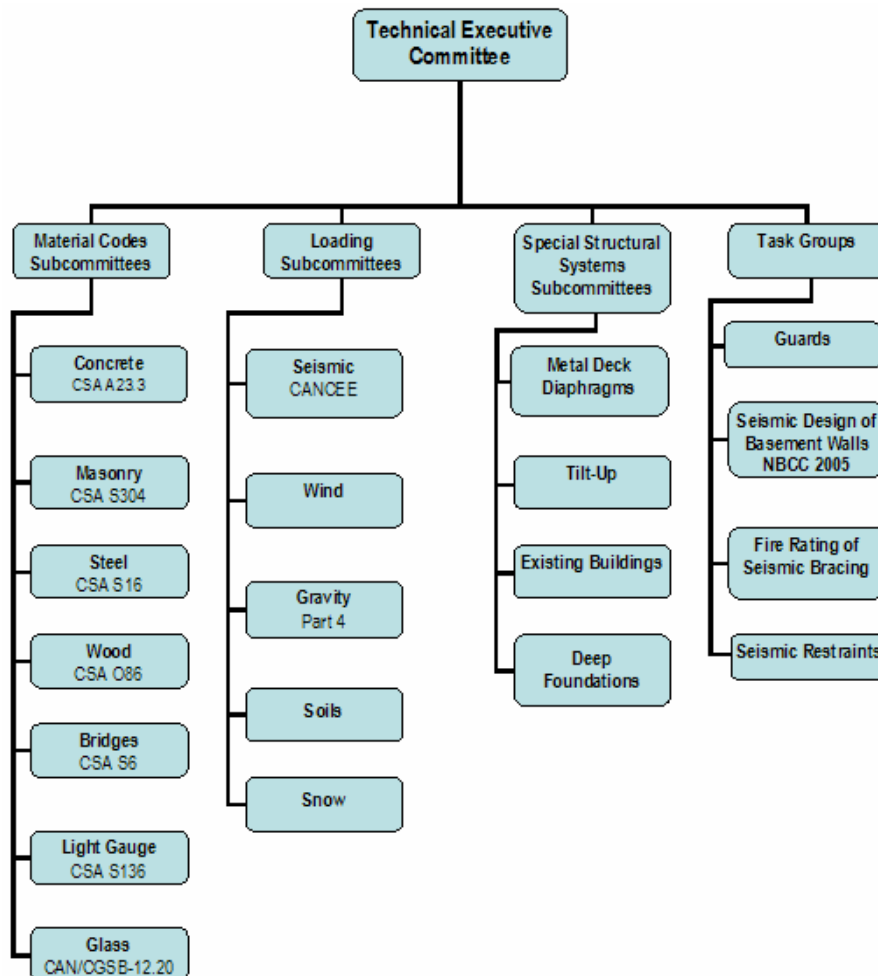 Technical Executive
Committee
Material Codes
Subcommittees
Concrete
CSA A23.3
Masonry
CSA S304
Steel
CSA S16
Wood
CSA O86
Bridges
CSA S6
Light Gauge
CSA S136
Glass
CAN/CGSB-12.20
Loading
Subcommittees
Seismic
CANCEE
Wind
Gravity
Part 4
Soils
Snow
Special Structural
Systems
Subcommittees
Metal Deck
Diaphragms
Tilt-Up
Existing Buildings
Deep
Foundations
Task Groups
Guards
Seismic Design of
Basement Walls
NBCC 2005
Fire Rating of
Seismic Bracing
Seismic Restraints